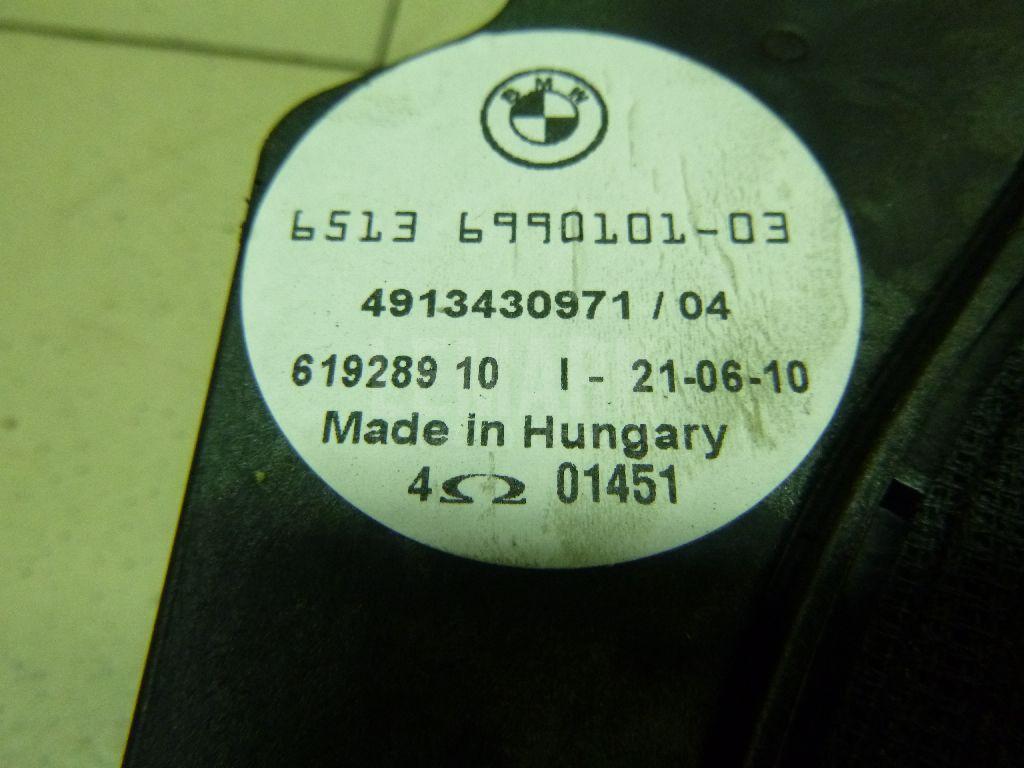 BMW
6513 6990101-03
4913430971 / 04
619289 10 I - 21-06-10
Made in Hungary
4Ω 01451